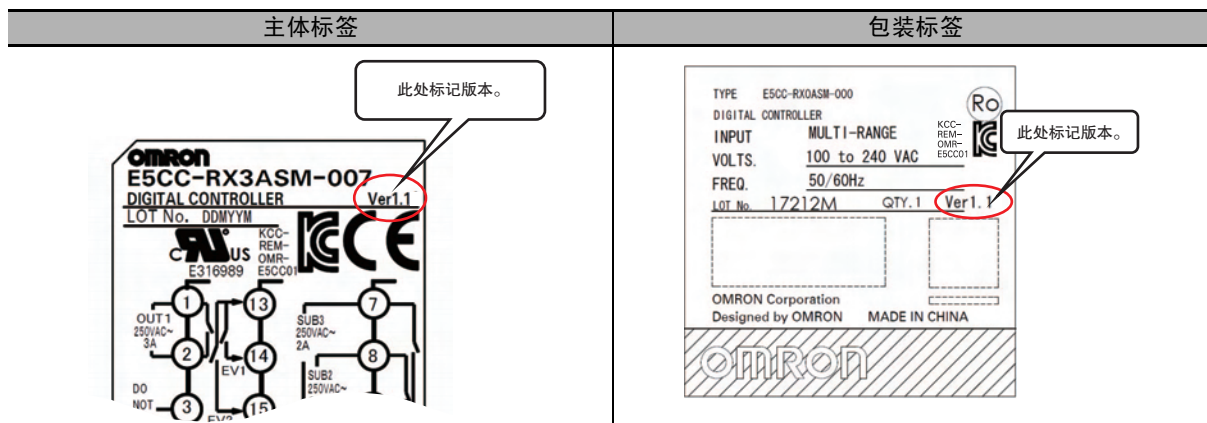 主体标签
包装标签
此处标记版本。
OMRON
E5CC-RX3ASM-007
DIGITAL CONTROLLER Ver1.1
LOT No. DDMYYM
C US
E316989
KCC-
REM-
OMR-
E5CC01
CE
1
OUT1
250VAC~
3A
2
DO
NOT
3
13
14
EV1
15
EV2
SUB3
250VAC~
2A
7
8
SUB2
250VAC~
TYPE E5CC-RX0ASM-000
DIGITAL CONTROLLER
INPUT MULTI-RANGE
VOLTS. 100 to 240 VAC
FREQ. 50/60Hz
LOT No. 17212M QTY.1 Ver1.1
Ro
KCC-
REM-
OMR-
E5CC01
此处标记版本。
OMRON Corporation
Designed by OMRON MADE IN CHINA
OMRON